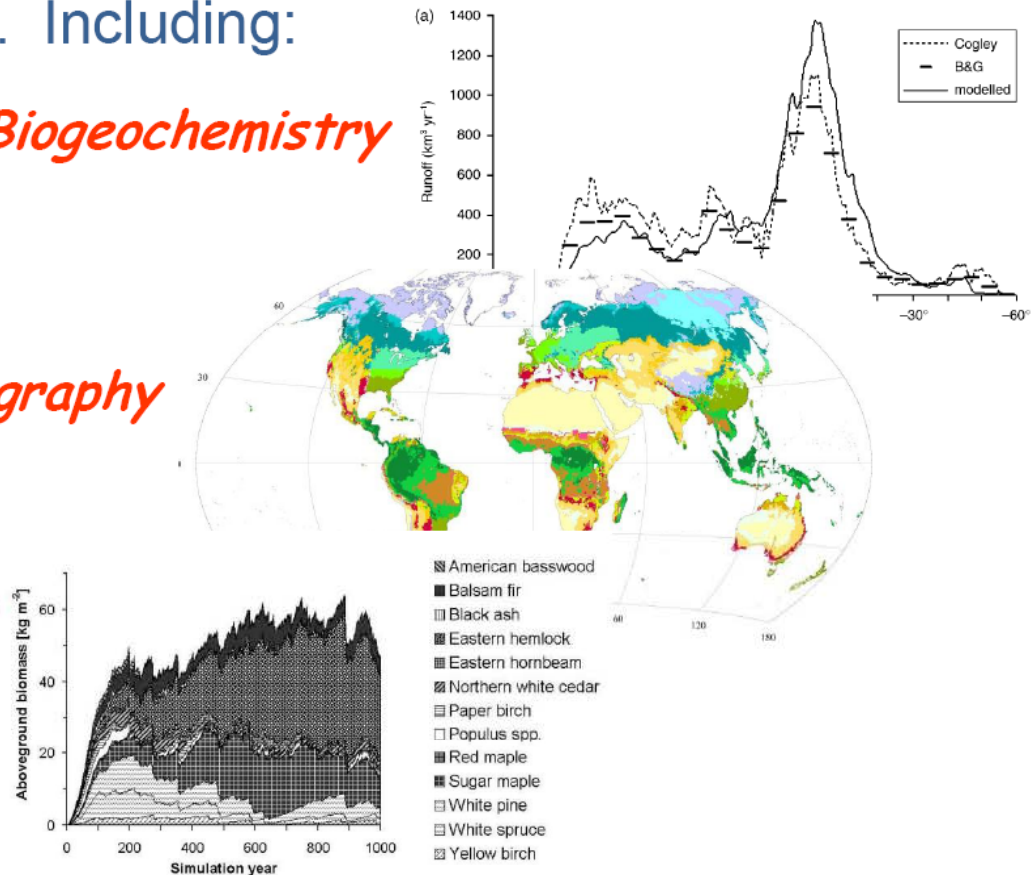 . Including:
Biogeochemistry
graphy
(a)
1400
1200
1000
800
600
400
200
Runoff (km³ yr⁻¹)
Cogley
B&G
modelled
–30°
–60°
60
30
60
120
180
Aboveground biomass [kg m⁻²]
60
40
20
0
0 200 400 600 800 1000
Simulation year
American basswood
Balsam fir
Black ash
Eastern hemlock
Eastern hornbeam
Northern white cedar
Paper birch
Populus spp.
Red maple
Sugar maple
White pine
White spruce
Yellow birch